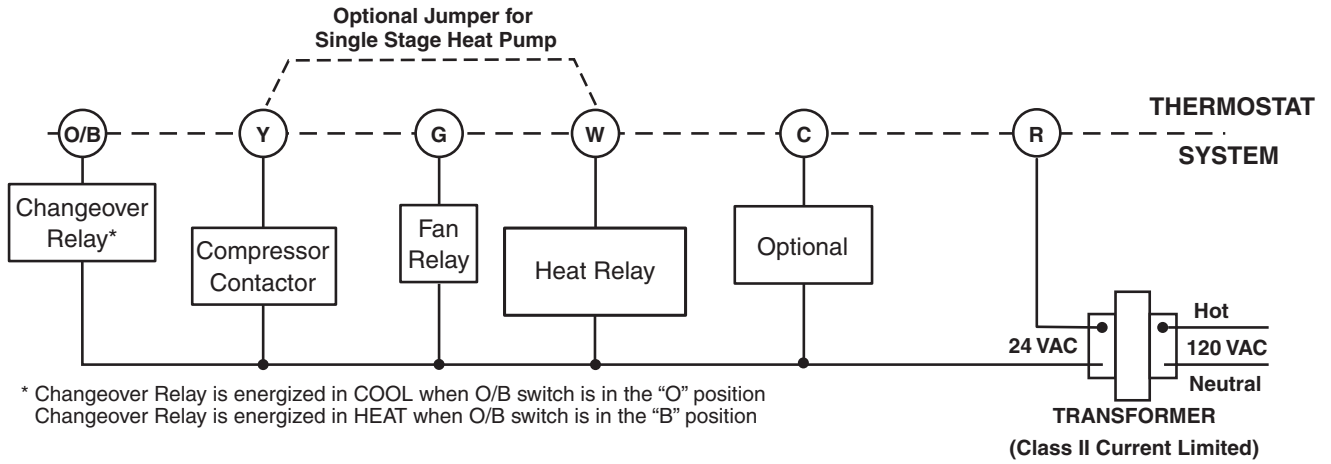 Optional Jumper for
Single Stage Heat Pump
O/B
Y
G
W
C
R
THERMOSTAT
SYSTEM
Changeover
Relay*
Compressor
Contactor
Fan
Relay
Heat Relay
Optional
Hot
24 VAC
120 VAC
Neutral
* Changeover Relay is energized in COOL when O/B switch is in the “O” position
Changeover Relay is energized in HEAT when O/B switch is in the “B” position
TRANSFORMER
(Class II Current Limited)